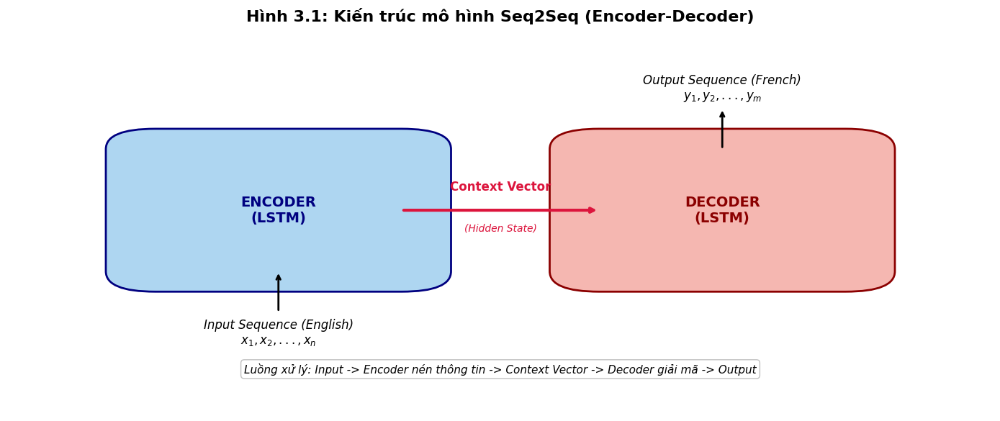 Hình 3.1: Kiến trúc mô hình Seq2Seq (Encoder-Decoder)
Output Sequence (French)
y₁, y₂, . . . , yₘ
ENCODER
(LSTM)
Context Vector
(Hidden State)
DECODER
(LSTM)
Input Sequence (English)
x₁, x₂, . . . , xₙ
Luồng xử lý: Input -> Encoder nén thông tin -> Context Vector -> Decoder giải mã -> Output